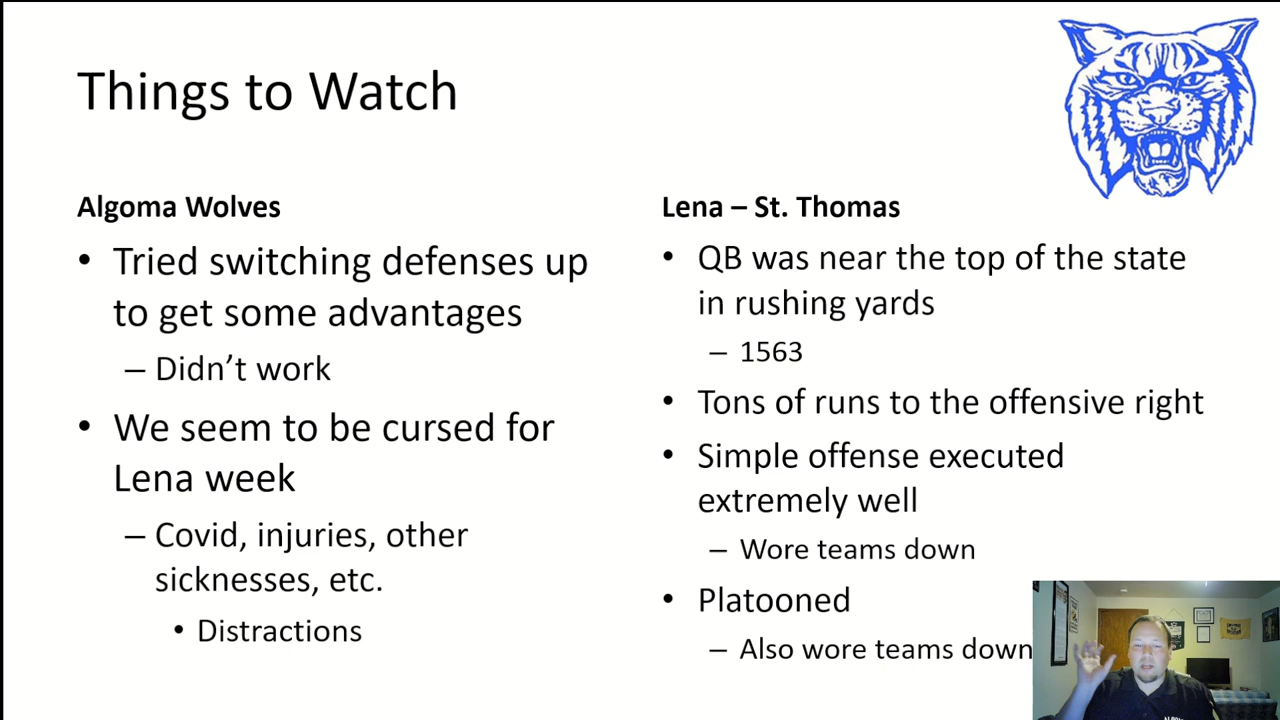 Things to Watch
Algoma Wolves
• Tried switching defenses up
to get some advantages
– Didn’t work
• We seem to be cursed for
Lena week
– Covid, injuries, other
sicknesses, etc.
• Distractions
Lena – St. Thomas
• QB was near the top of the state
in rushing yards
– 1563
• Tons of runs to the offensive right
• Simple offense executed
extremely well
– Wore teams down
• Platooned
– Also wore teams down